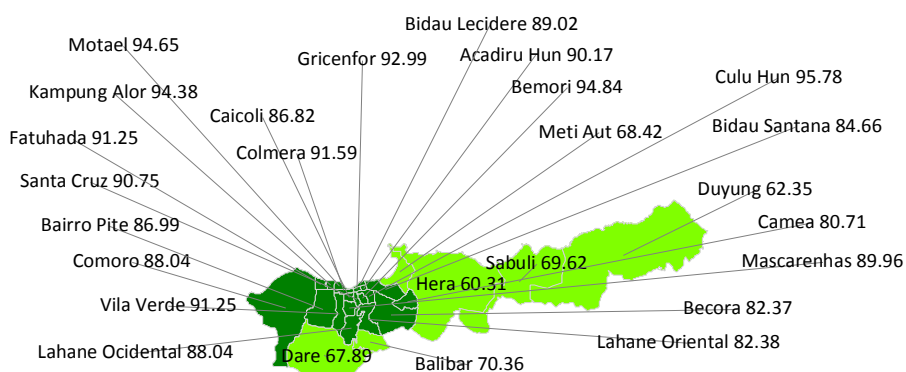 Bidau Lecidere 89.02
Motael 94.65
Gricenfor 92.99
Acadiru Hun 90.17
Culu Hun 95.78
Kampung Alor 94.38
Bemori 94.84
Caicoli 86.82
Bidau Santana 84.66
Fatuhada 91.25
Meti Aut 68.42
Colmera 91.59
Santa Cruz 90.75
Duyung 62.35
Bairro Pite 86.99
Camea 80.71
Comoro 88.04
Sabuli 69.62
Mascarenhas 89.96
Hera 60.31
Vila Verde 91.25
Becora 82.37
Lahane Oriental 82.38
Lahane Ocidental 88.04
Dare 67.89
Balibar 70.36